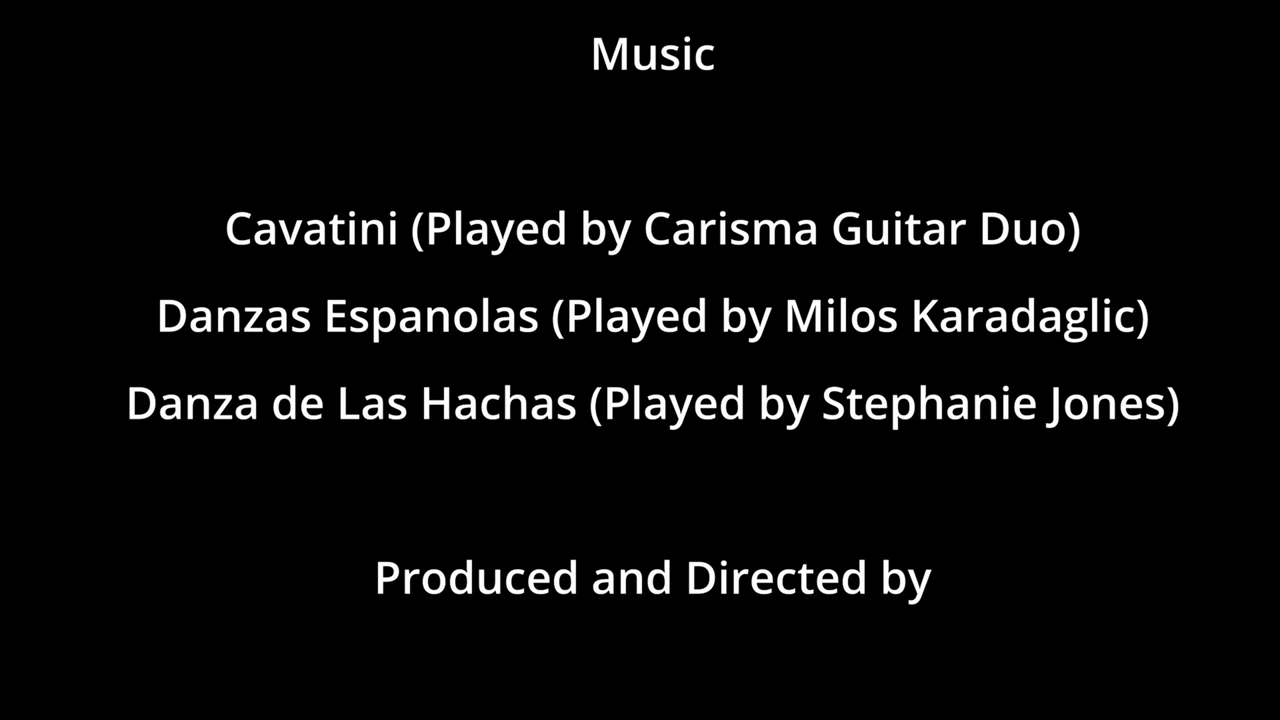 Music
Cavatini (Played by Carisma Guitar Duo)
Danzas Espanolas (Played by Milos Karadaglic)
Danza de Las Hachas (Played by Stephanie Jones)
Produced and Directed by